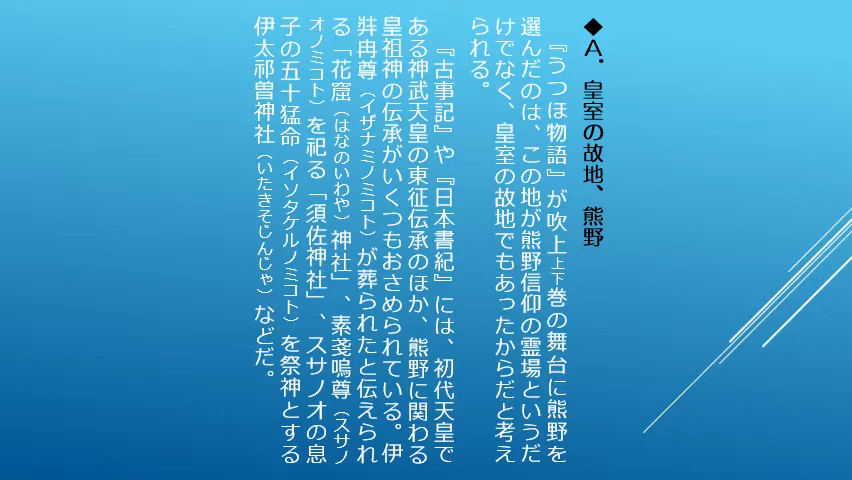 ◆A．皇室の故地、熊野
『うつほ物語』が吹上上下巻の舞台に熊野を
選んだのは、この地が熊野信仰の霊場というだ
けでなく、皇室の故地でもあったからだと考え
られる。
『古事記』や『日本書紀』には、初代天皇で
ある神武天皇の東征伝承のほか、熊野に関わる
皇祖神の伝承がいくつもおさめられている。伊
弉冉尊（イザナミノミコト）が葬られたと伝えられ
る「花窟（はなのいわや）神社」、素戔嗚尊（スサノ
オノミコト）を祀る「須佐神社」、スサノオの息
子の五十猛命（イソタケルノミコト）を祭神とする
伊太祁曽神社（いたきそじんじゃ）などだ。